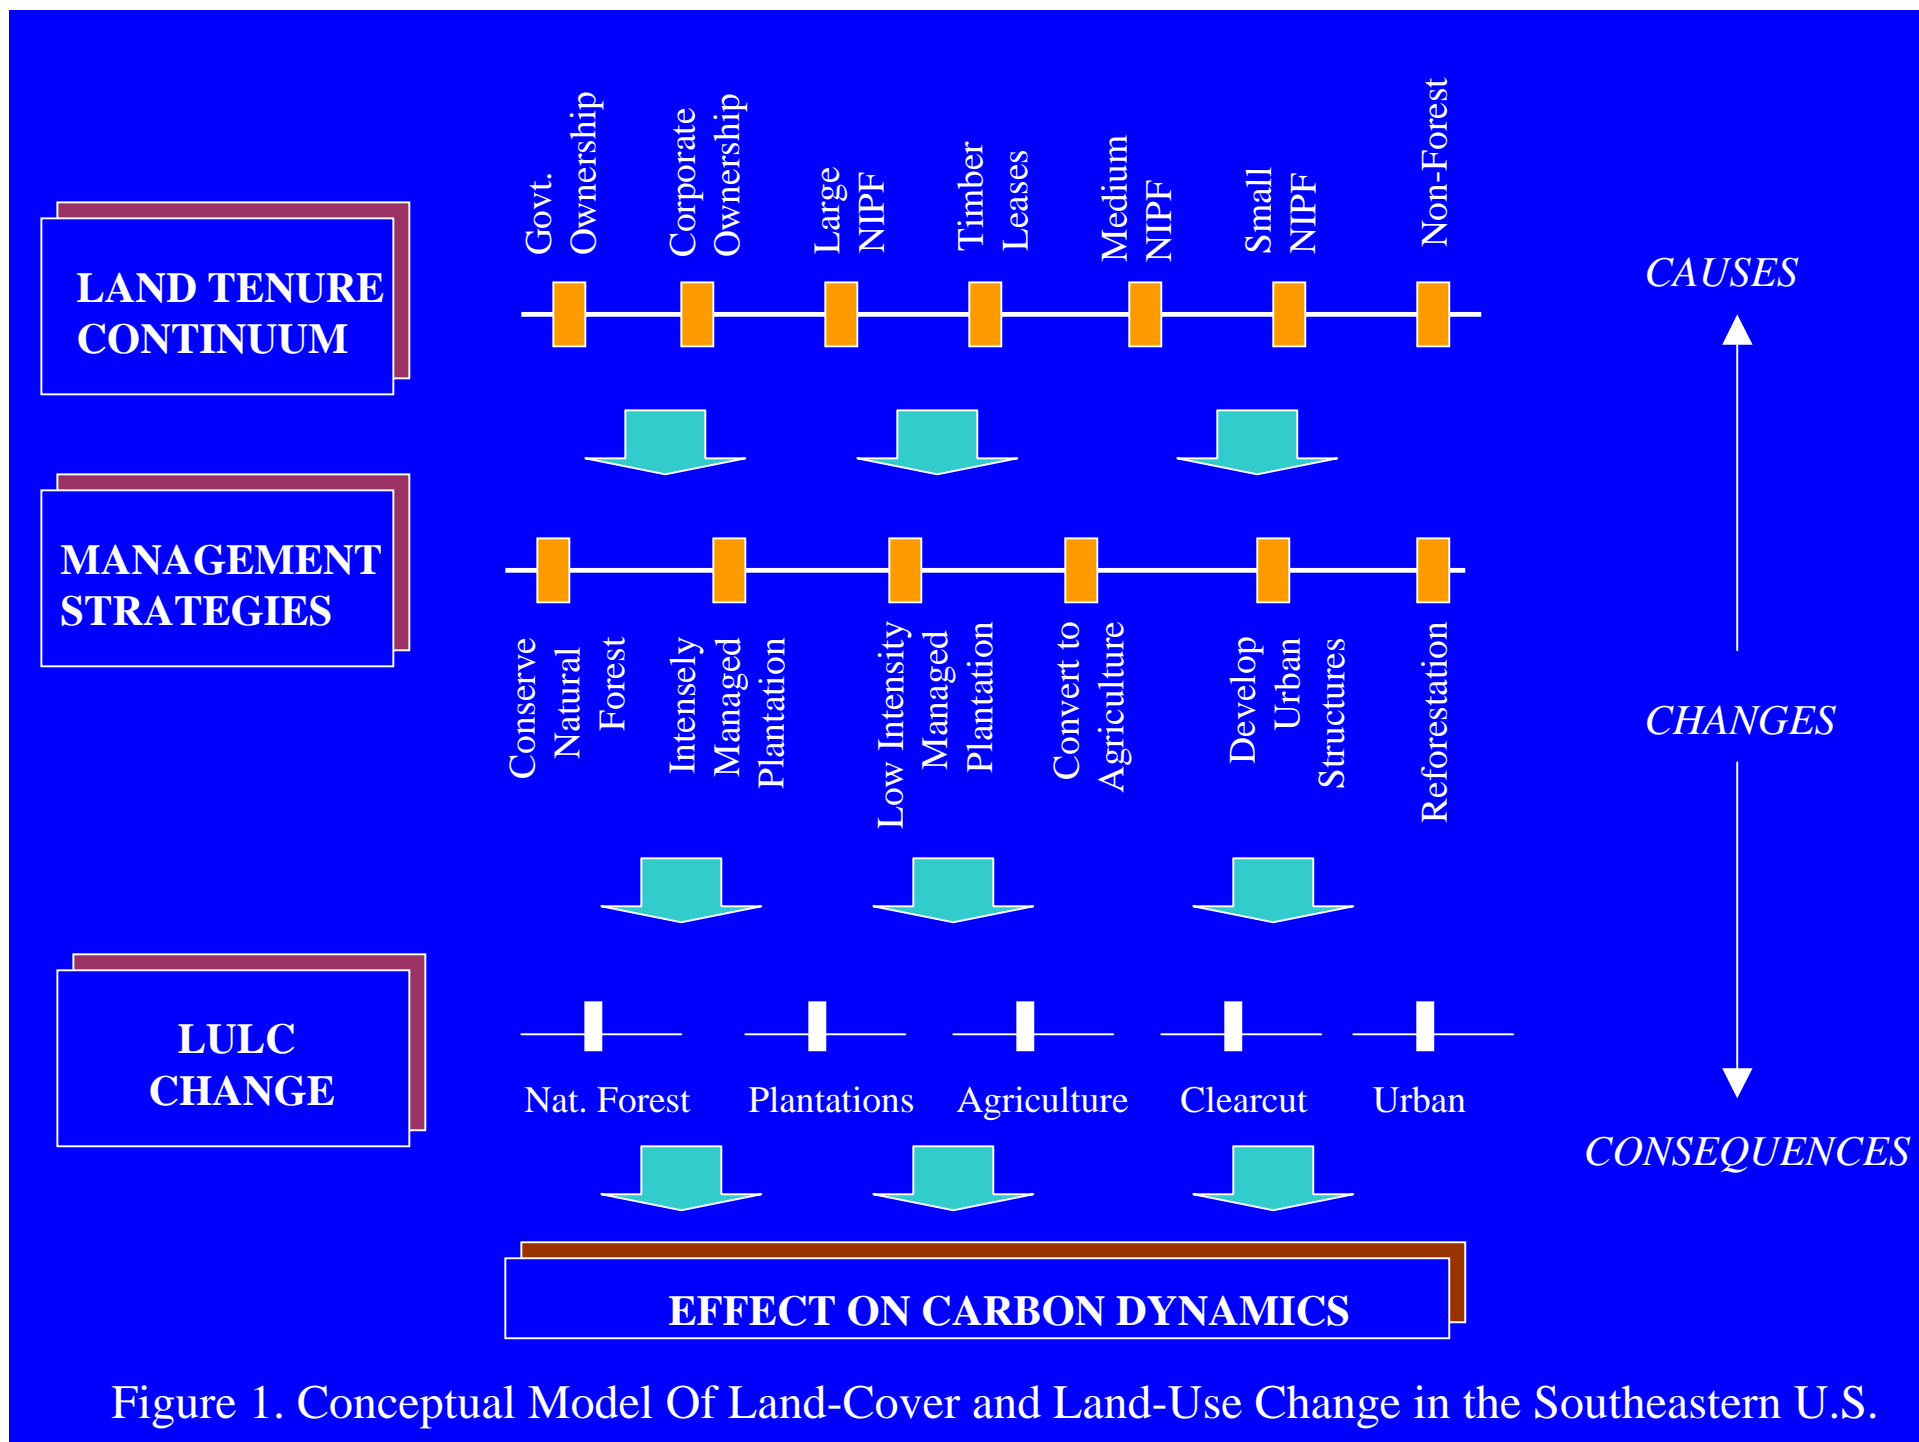 Govt.
Ownership
Corporate
Ownership
Large
NIPF
Timber
Leases
Medium
NIPF
Small
NIPF
Non-Forest
LAND TENURE
CONTINUUM
CAUSES
MANAGEMENT
STRATEGIES
Conserve
Natural
Forest
Intensely
Managed
Plantation
Low Intensity
Managed
Plantation
Convert to
Agriculture
Develop
Urban
Structures
Reforestation
CHANGES
LULC
CHANGE
Nat. Forest
Plantations
Agriculture
Clearcut
Urban
CONSEQUENCES
EFFECT ON CARBON DYNAMICS
Figure 1. Conceptual Model Of Land-Cover and Land-Use Change in the Southeastern U.S.